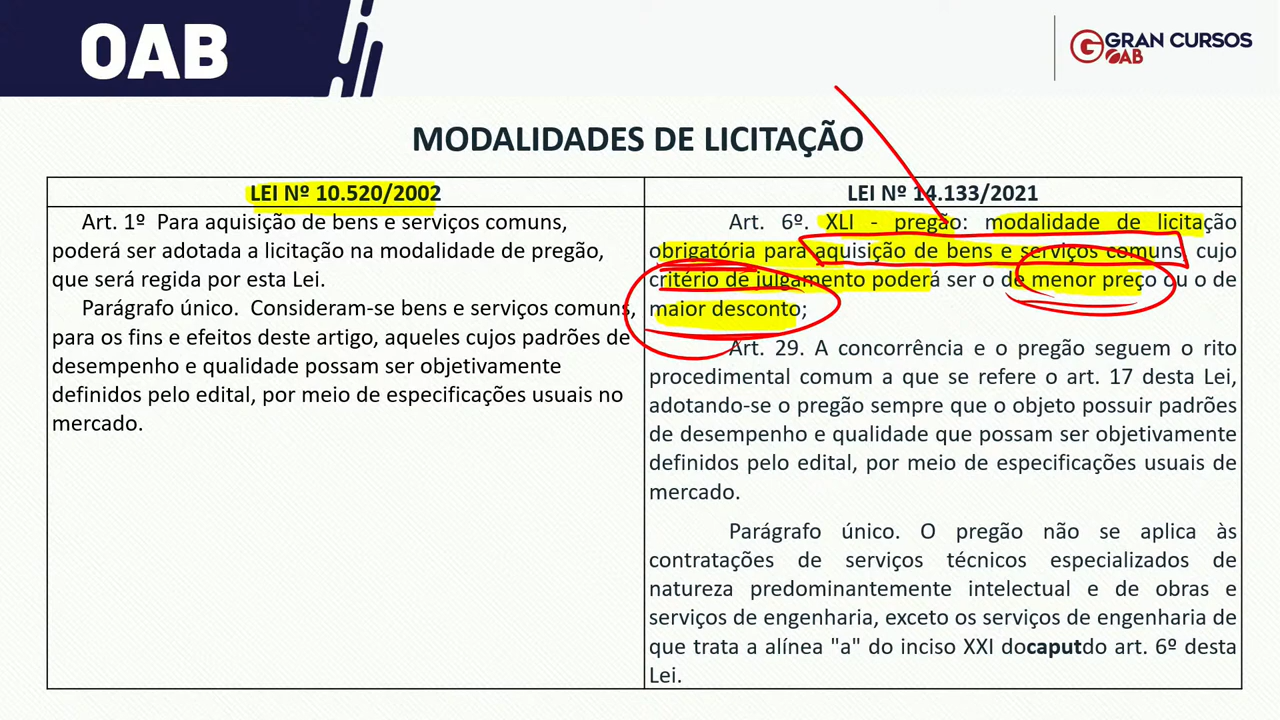 OAB
GRAN CURSOS
OAB
MODALIDADES DE LICITAÇÃO
LEI Nº 10.520/2002
Art. 1º Para aquisição de bens e serviços comuns,
poderá ser adotada a licitação na modalidade de pregão,
que será regida por esta Lei.
Parágrafo único. Consideram-se bens e serviços comuns,
para os fins e efeitos deste artigo, aqueles cujos padrões de
desempenho e qualidade possam ser objetivamente
definidos pelo edital, por meio de especificações usuais no
mercado.
LEI Nº 14.133/2021
Art. 6º. XLI - pregão: modalidade de licitação
obrigatória para aquisição de bens e serviços comuns, cujo
critério de julgamento poderá ser o de menor preço ou o de
maior desconto;
Art. 29. A concorrência e o pregão seguem o rito
procedimental comum a que se refere o art. 17 desta Lei,
adotando-se o pregão sempre que o objeto possuir padrões
de desempenho e qualidade que possam ser objetivamente
definidos pelo edital, por meio de especificações usuais de
mercado.
Parágrafo único. O pregão não se aplica às
contratações de serviços técnicos especializados de
natureza predominantemente intelectual e de obras e
serviços de engenharia, exceto os serviços de engenharia de
que trata a alínea "a" do inciso XXI docaputdo art. 6º desta
Lei.